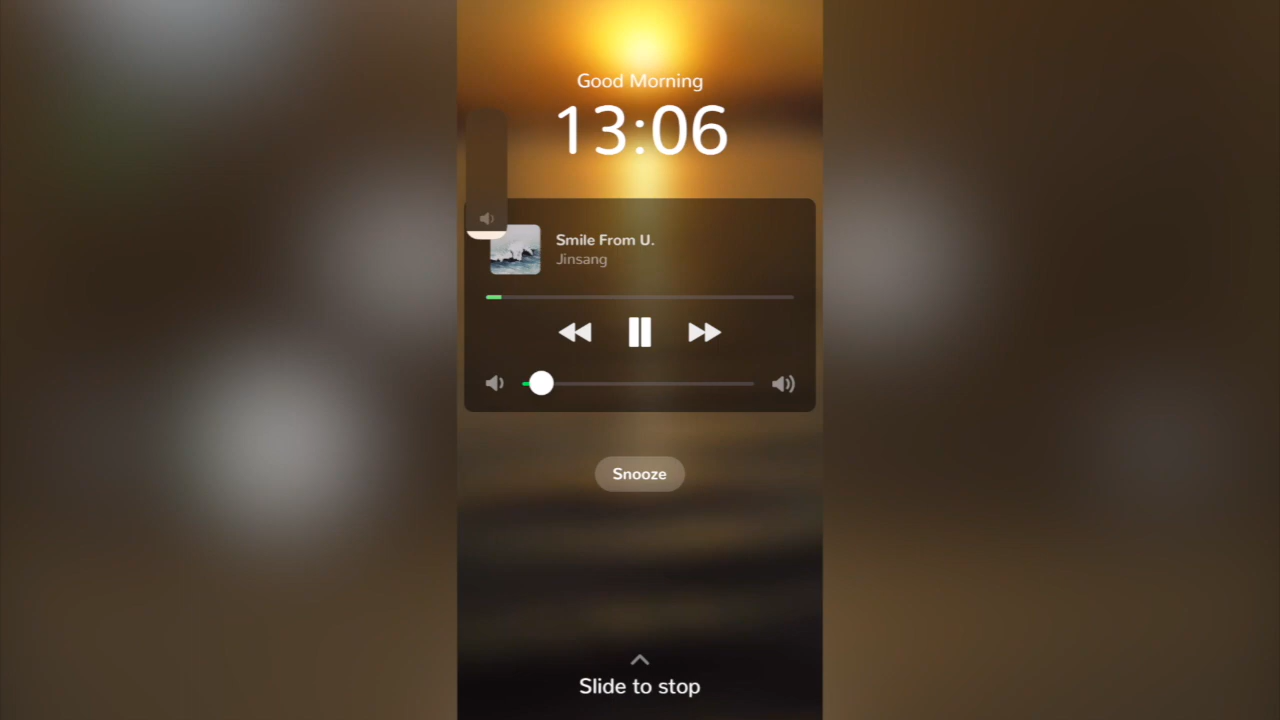 Good Morning
13:06
Smile From U.
Jinsang
Snooze
Slide to stop